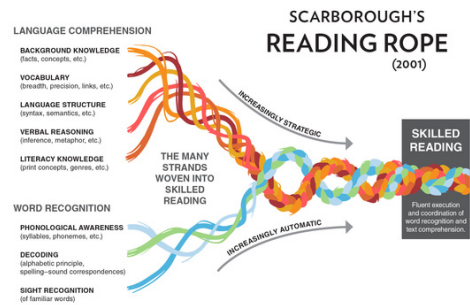 SCARBOROUGH'S
READING ROPE
(2001)
LANGUAGE COMPREHENSION
BACKGROUND KNOWLEDGE
(facts, concepts, etc.)
VOCABULARY
(breadth, precision, links, etc.)
LANGUAGE STRUCTURE
(syntax, semantics, etc.)
VERBAL REASONING
(inference, metaphor, etc.)
LITERACY KNOWLEDGE
(print concepts, genres, etc.)
WORD RECOGNITION
PHONOLOGICAL AWARENESS
(syllables, phonemes, etc.)
DECODING
(alphabetic principle,
spelling–sound correspondences)
SIGHT RECOGNITION
(of familiar words)
THE MANY
STRANDS
WOVEN INTO
SKILLED
READING
INCREASINGLY STRATEGIC
INCREASINGLY AUTOMATIC
SKILLED
READING
Fluent execution
and coordination of
word recognition and
text comprehension.